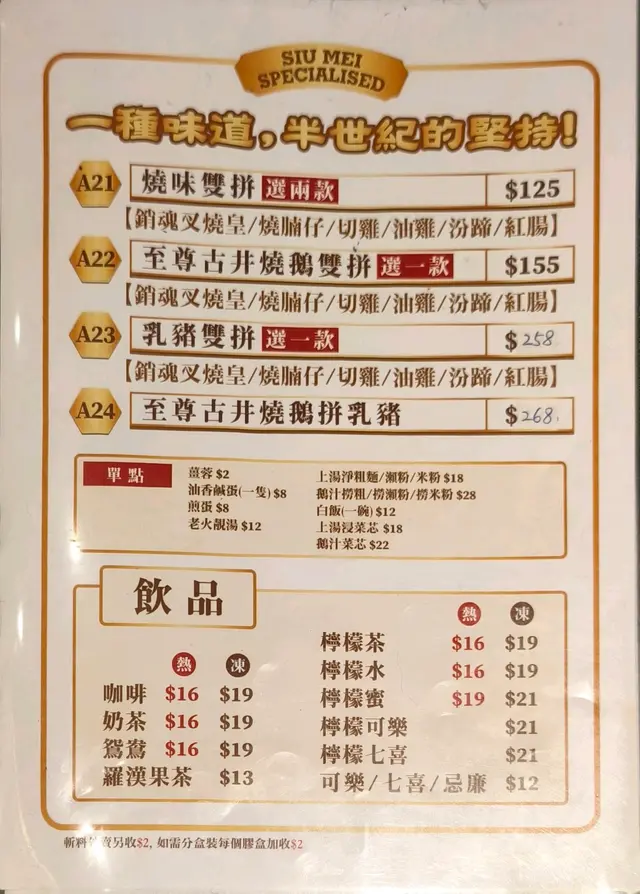 SIU MEI
SPECIALISED
一種味道,半世紀的堅持!
A21 燒味雙拼 選兩款 $125
【銷魂叉燒皇/燒腩仔/切雞/油雞/汾蹄/紅腸】
A22 至尊古井燒鵝雙拼 選一款 $155
【銷魂叉燒皇/燒腩仔/切雞/油雞/汾蹄/紅腸】
A23 乳豬雙拼 選一款 $258
【銷魂叉燒皇/燒腩仔/切雞/油雞/汾蹄/紅腸】
A24 至尊古井燒鵝拼乳豬 $268.
單點
薑蓉 $2
油香鹹蛋(一隻) $8
煎蛋 $8
老火靚湯 $12
上湯淨粗麵/瀨粉/米粉 $18
鵝汁撈粗/撈瀨粉/撈米粉 $28
白飯(一碗) $12
上湯浸菜芯 $18
鵝汁菜芯 $22
飲品
熱 凍
咖啡 $16 $19
奶茶 $16 $19
鴛鴦 $16 $19
羅漢果茶 $13
熱 凍
檸檬茶 $16 $19
檸檬水 $16 $19
檸檬蜜 $19 $21
檸檬可樂 $21
檸檬七喜 $21
可樂/七喜/忌廉 $12
另收$2, 如需分盒裝每個膠盒加收$2